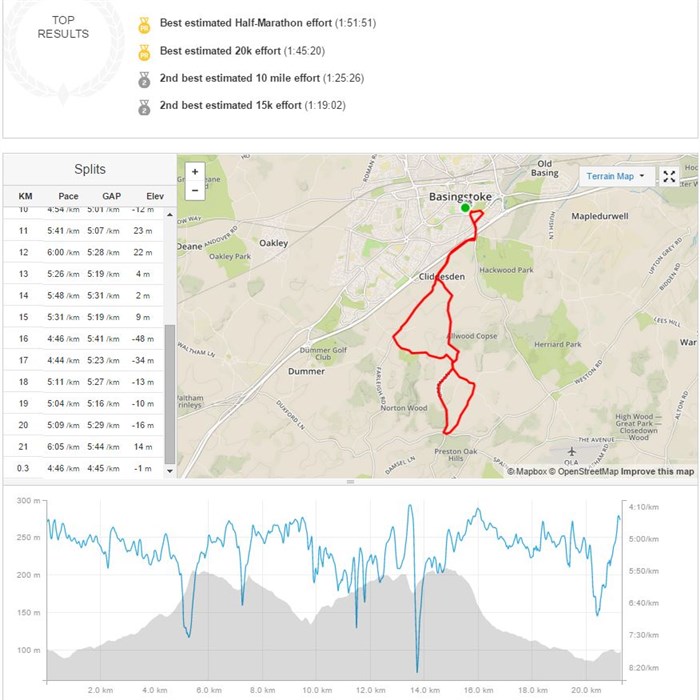 TOP
RESULTS
Best estimated Half-Marathon effort (1:51:51)
Best estimated 20k effort (1:45:20)
2nd best estimated 10 mile effort (1:25:26)
2nd best estimated 15k effort (1:19:02)
Splits
KM Pace GAP Elev
10 4:54 /km 5:01 /km -12 m
11 5:41 /km 5:07 /km 23 m
12 6:00 /km 5:28 /km 22 m
13 5:26 /km 5:19 /km 4 m
14 5:48 /km 5:31 /km 2 m
15 5:31 /km 5:19 /km 9 m
16 4:46 /km 5:41 /km -48 m
17 4:44 /km 5:23 /km -34 m
18 5:11 /km 5:27 /km -13 m
19 5:04 /km 5:16 /km -10 m
20 5:09 /km 5:29 /km -16 m
21 6:05 /km 5:44 /km 14 m
0.3 4:46 /km 4:45 /km -1 m
+
−
Terrain Map
Old
Basing
Basingstoke
Mapledurwell
Deane
Oakley
Oakley Park
Cliddesden
Hackwood Park
Dummer Golf
Club
Dummer
Allwood Copse
Herriard Park
Norton Wood
Preston Oak
Hills
High Wood —
Great Park —
Closedown
Wood
ROMAN R
ANDOVER RD
HUISH LN
UPTON GREY RD
BIDDEN RD
LEES HILL
War
WALTHAM LN
FARLEIGH RD
WESTON RD
ALTON RD
DUXFORD LN
DAMSEL LN
THE AVENUE
QLA
© Mapbox © OpenStreetMap Improve this map
300 m
250 m
200 m
150 m
100 m
4:10/km
5:00/km
5:50/km
6:40/km
7:30/km
8:20/km
2.0 km 4.0 km 6.0 km 8.0 km 10.0 km 12.0 km 14.0 km 16.0 km 18.0 km 20.0 km